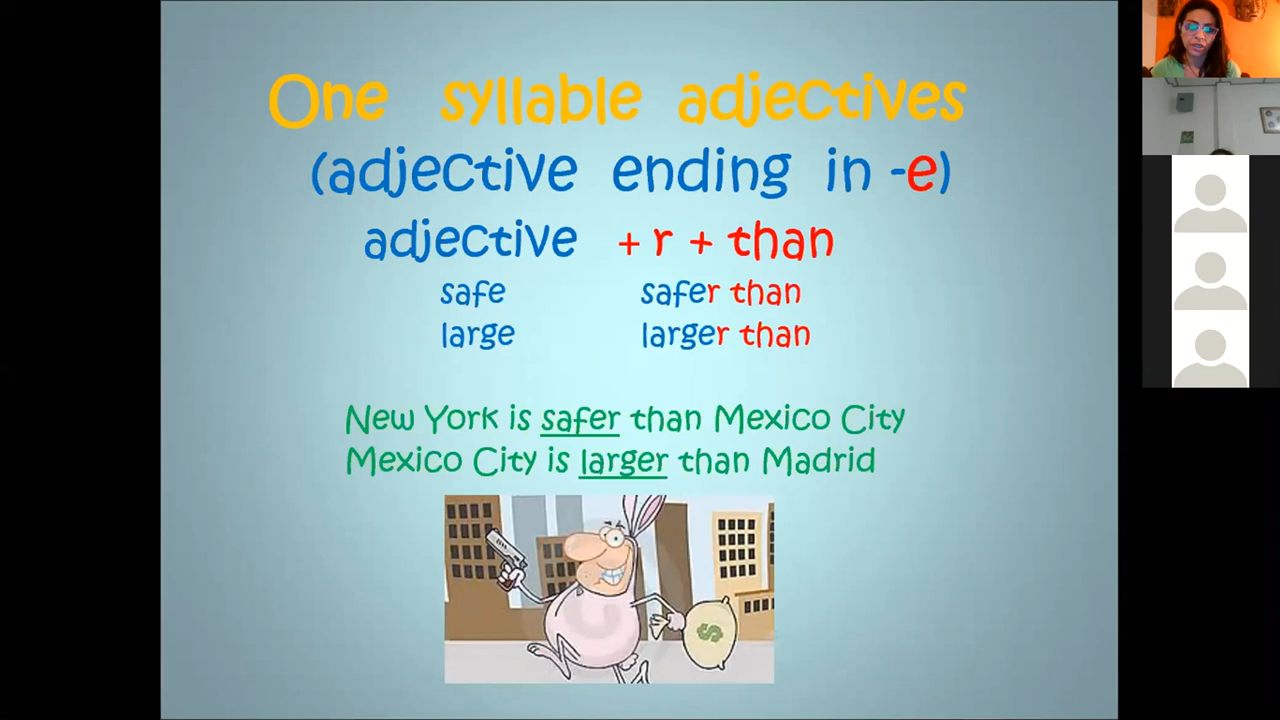 One syllable adjectives
(adjective ending in -e)
adjective + r + than
safe safer than
large larger than
New York is safer than Mexico City
Mexico City is larger than Madrid
$